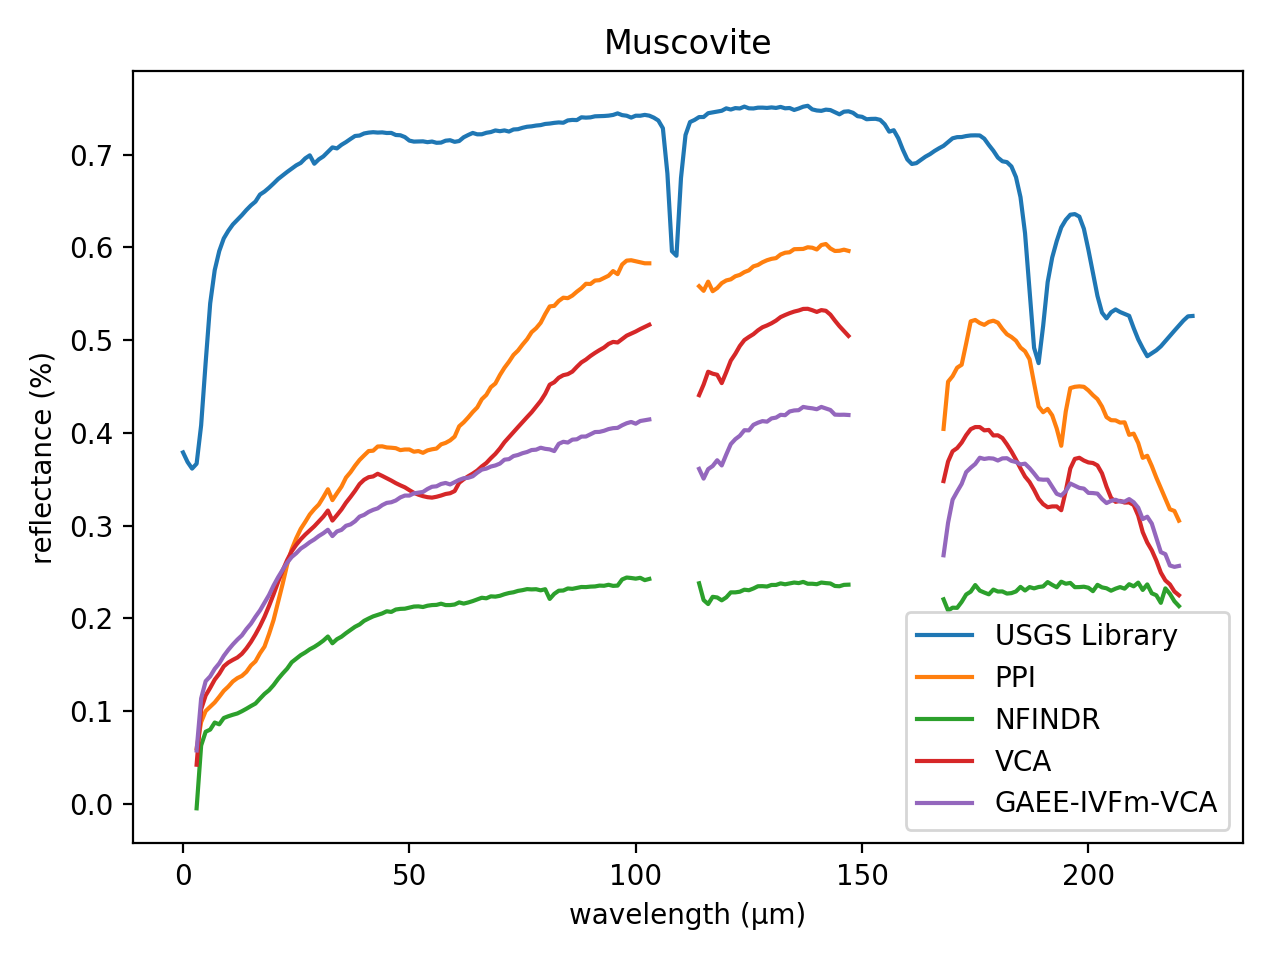 Muscovite
reflectance (%)
0.7
0.6
0.5
0.4
0.3
0.2
0.1
0.0
USGS Library
PPI
NFINDR
VCA
GAEE-IVFm-VCA
0 50 100 150 200
wavelength (μm)